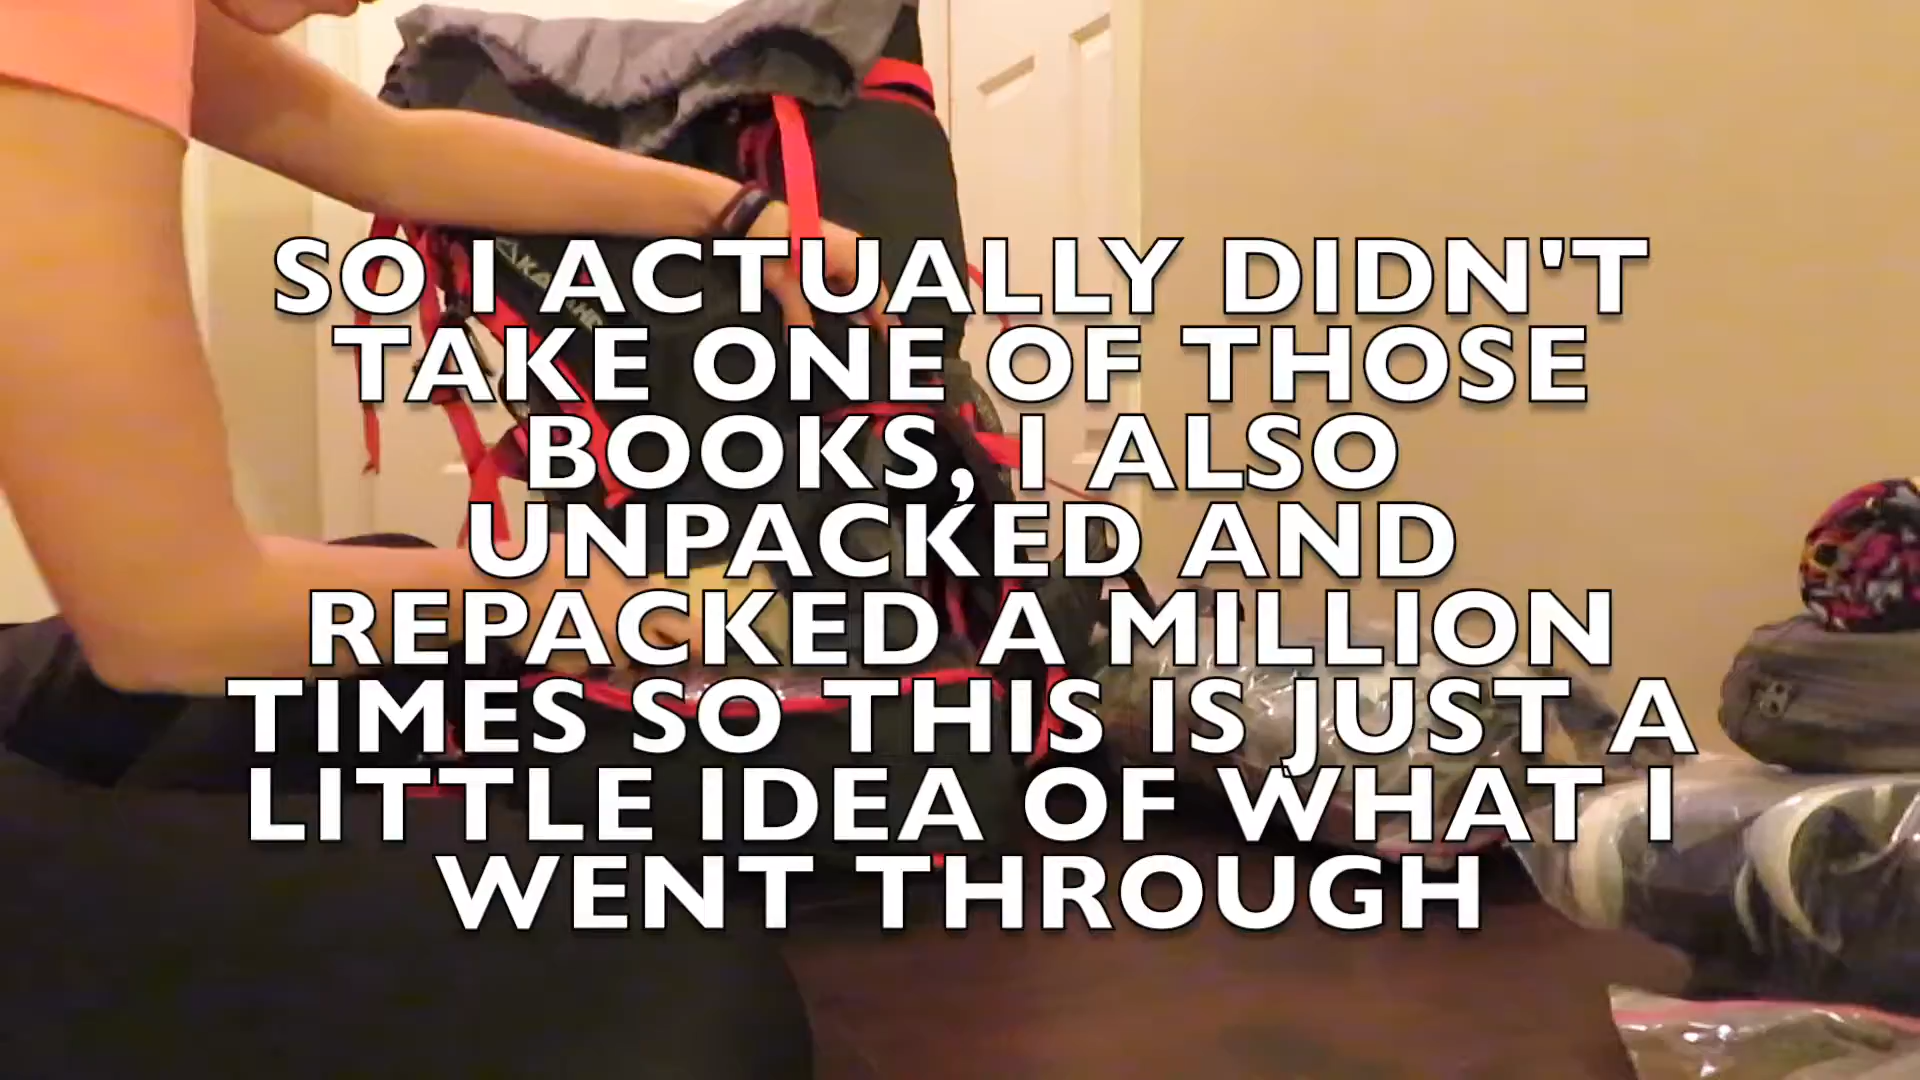 SO I ACTUALLY DIDN'T
TAKE ONE OF THOSE
BOOKS, I ALSO
UNPACKED AND
REPACKED A MILLION
TIMES SO THIS IS JUST A
LITTLE IDEA OF WHAT I
WENT THROUGH